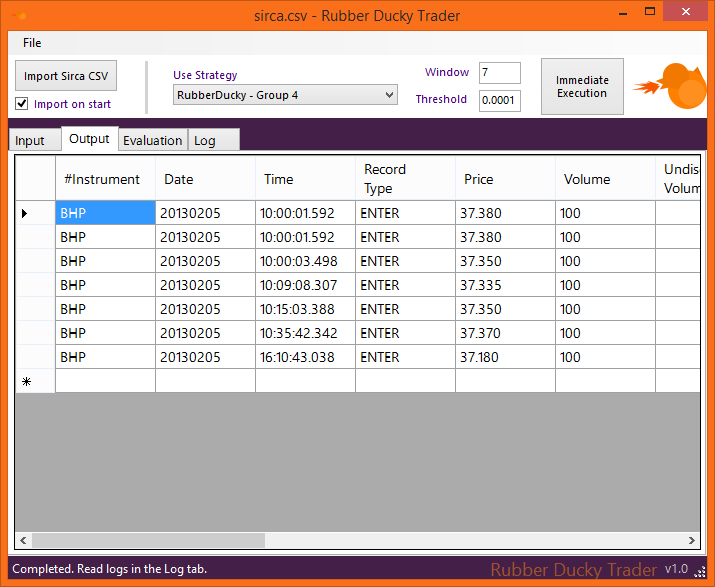 sirca.csv - Rubber Ducky Trader
File
Import Sirca CSV
Import on start
Use Strategy
RubberDucky - Group 4
Window 7
Threshold 0.0001
Immediate
Execution
Input Output Evaluation Log
#Instrument Date Time Record Type Price Volume Undis Volum
BHP 20130205 10:00:01.592 ENTER 37.380 100
BHP 20130205 10:00:01.592 ENTER 37.380 100
BHP 20130205 10:00:03.498 ENTER 37.350 100
BHP 20130205 10:09:08.307 ENTER 37.335 100
BHP 20130205 10:15:03.388 ENTER 37.350 100
BHP 20130205 10:35:42.342 ENTER 37.370 100
BHP 20130205 16:10:43.038 ENTER 37.180 100
Completed. Read logs in the Log tab.
Rubber Ducky Trader v1.0